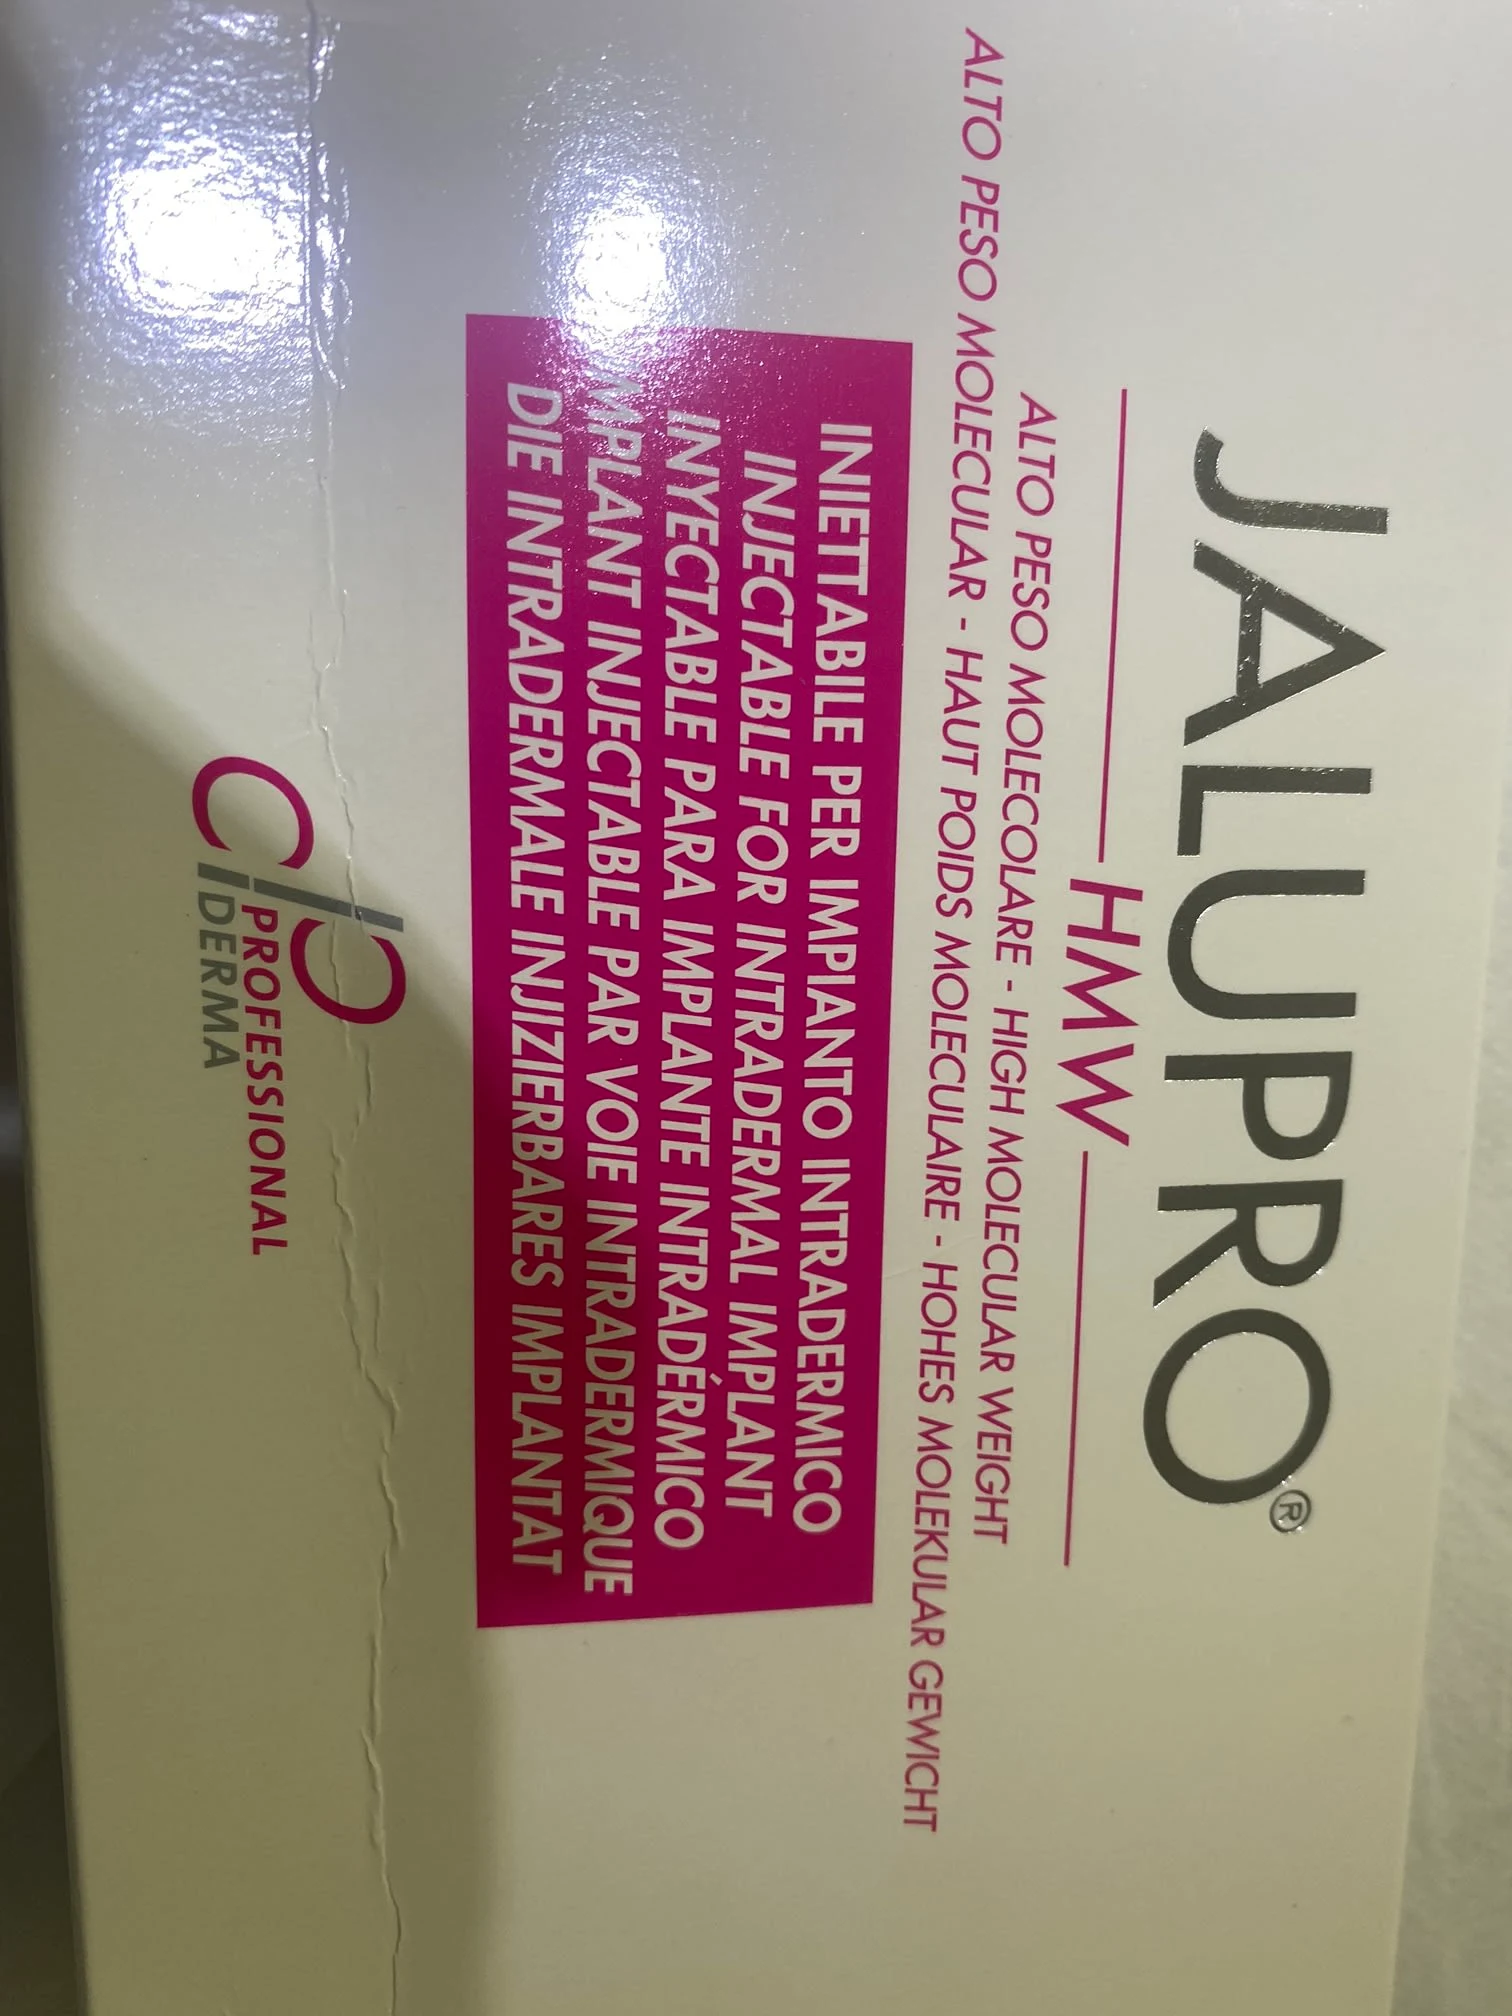 JALUPRO®
HMW
ALTO PESO MOLECOLARE - HIGH MOLECULAR WEIGHT
ALTO PESO MOLECULAR - HAUT POIDS MOLECULAIRE - HOHES MOLEKULAR GEWICHT
INIETTABILE PER IMPIANTO INTRADERMICO
INJECTABLE FOR INTRADERMAL IMPLANT
INYECTABLE PARA IMPLANTE INTRADÉRMICO
IMPLANT INJECTABLE PAR VOIE INTRADERMIQUE
DIE INTRADERMALE INJIZIERBARES IMPLANTAT
PROFESSIONAL
DERMA